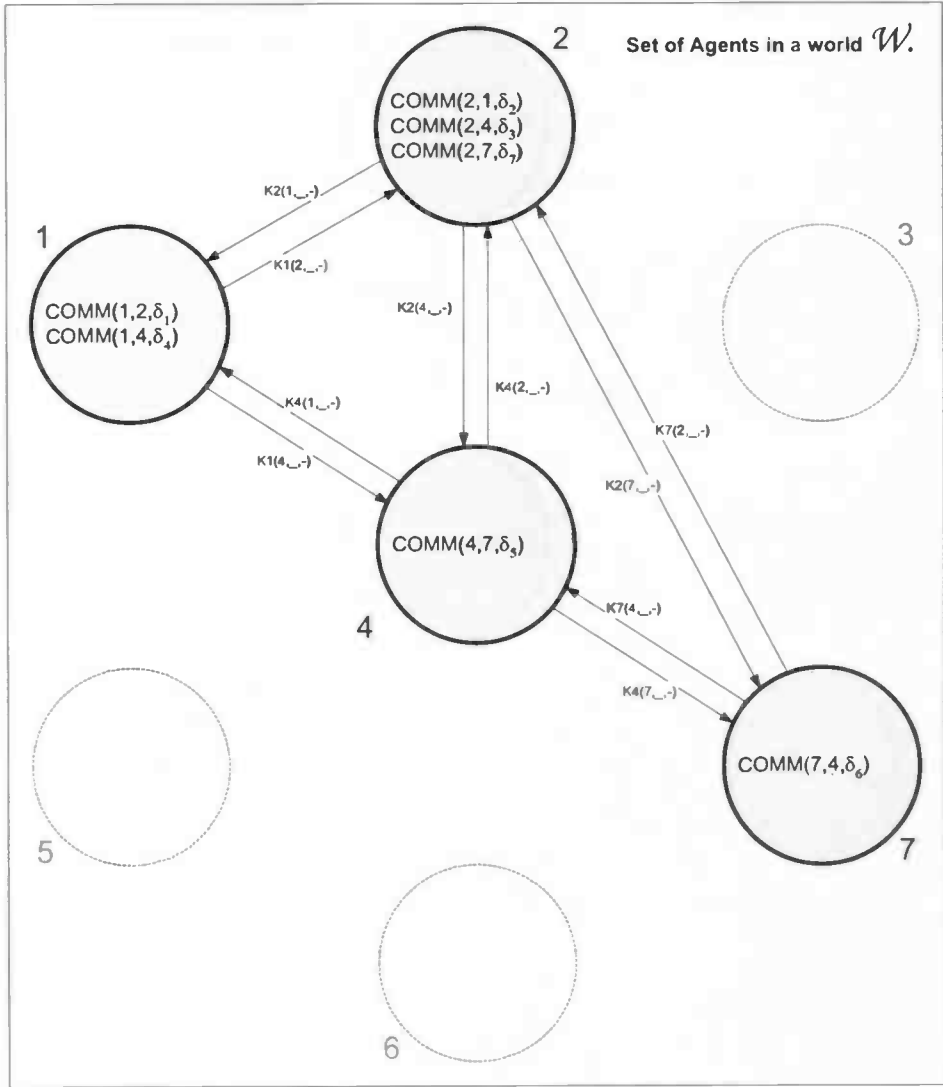 Set of Agents in a world 𝒲.
2
COMM(2,1,δ₂)
COMM(2,4,δ₃)
COMM(2,7,δ₇)
K2(1,_,-)
K1(2,_,-)
1
COMM(1,2,δ₁)
COMM(1,4,δ₄)
3
K2(4,_,-)
K4(2,_,-)
K4(1,_,-)
K1(4,_,-)
K7(2,_,-)
K2(7,_,-)
COMM(4,7,δ₅)
4
K7(4,_,-)
K4(7,_,-)
COMM(7,4,δ₆)
7
5
6